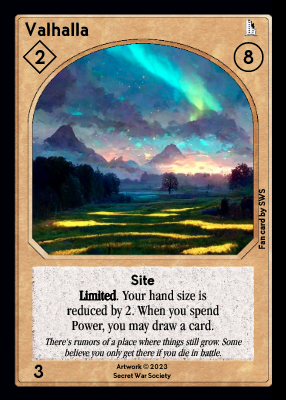 Valhalla
2
8
Fan card by SWS
Site
Limited. Your hand size is
reduced by 2. When you spend
Power, you may draw a card.
There's rumors of a place where things still grow. Some
believe you only get there if you die in battle.
3
Artwork © 2023
Secret War Society